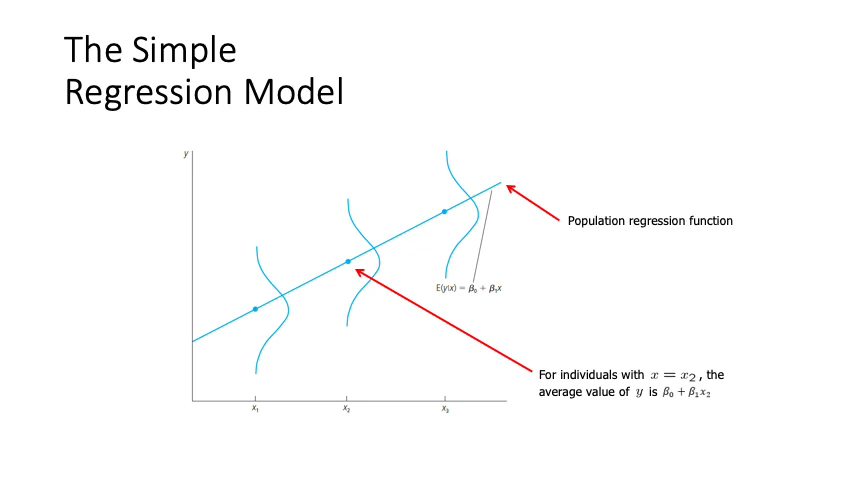 The Simple
Regression Model
y
Population regression function
E(y|x) = β₀ + β₁x
For individuals with x = x₂, the
average value of y is β₀ + β₁x₂
x₁ x₂ x₃